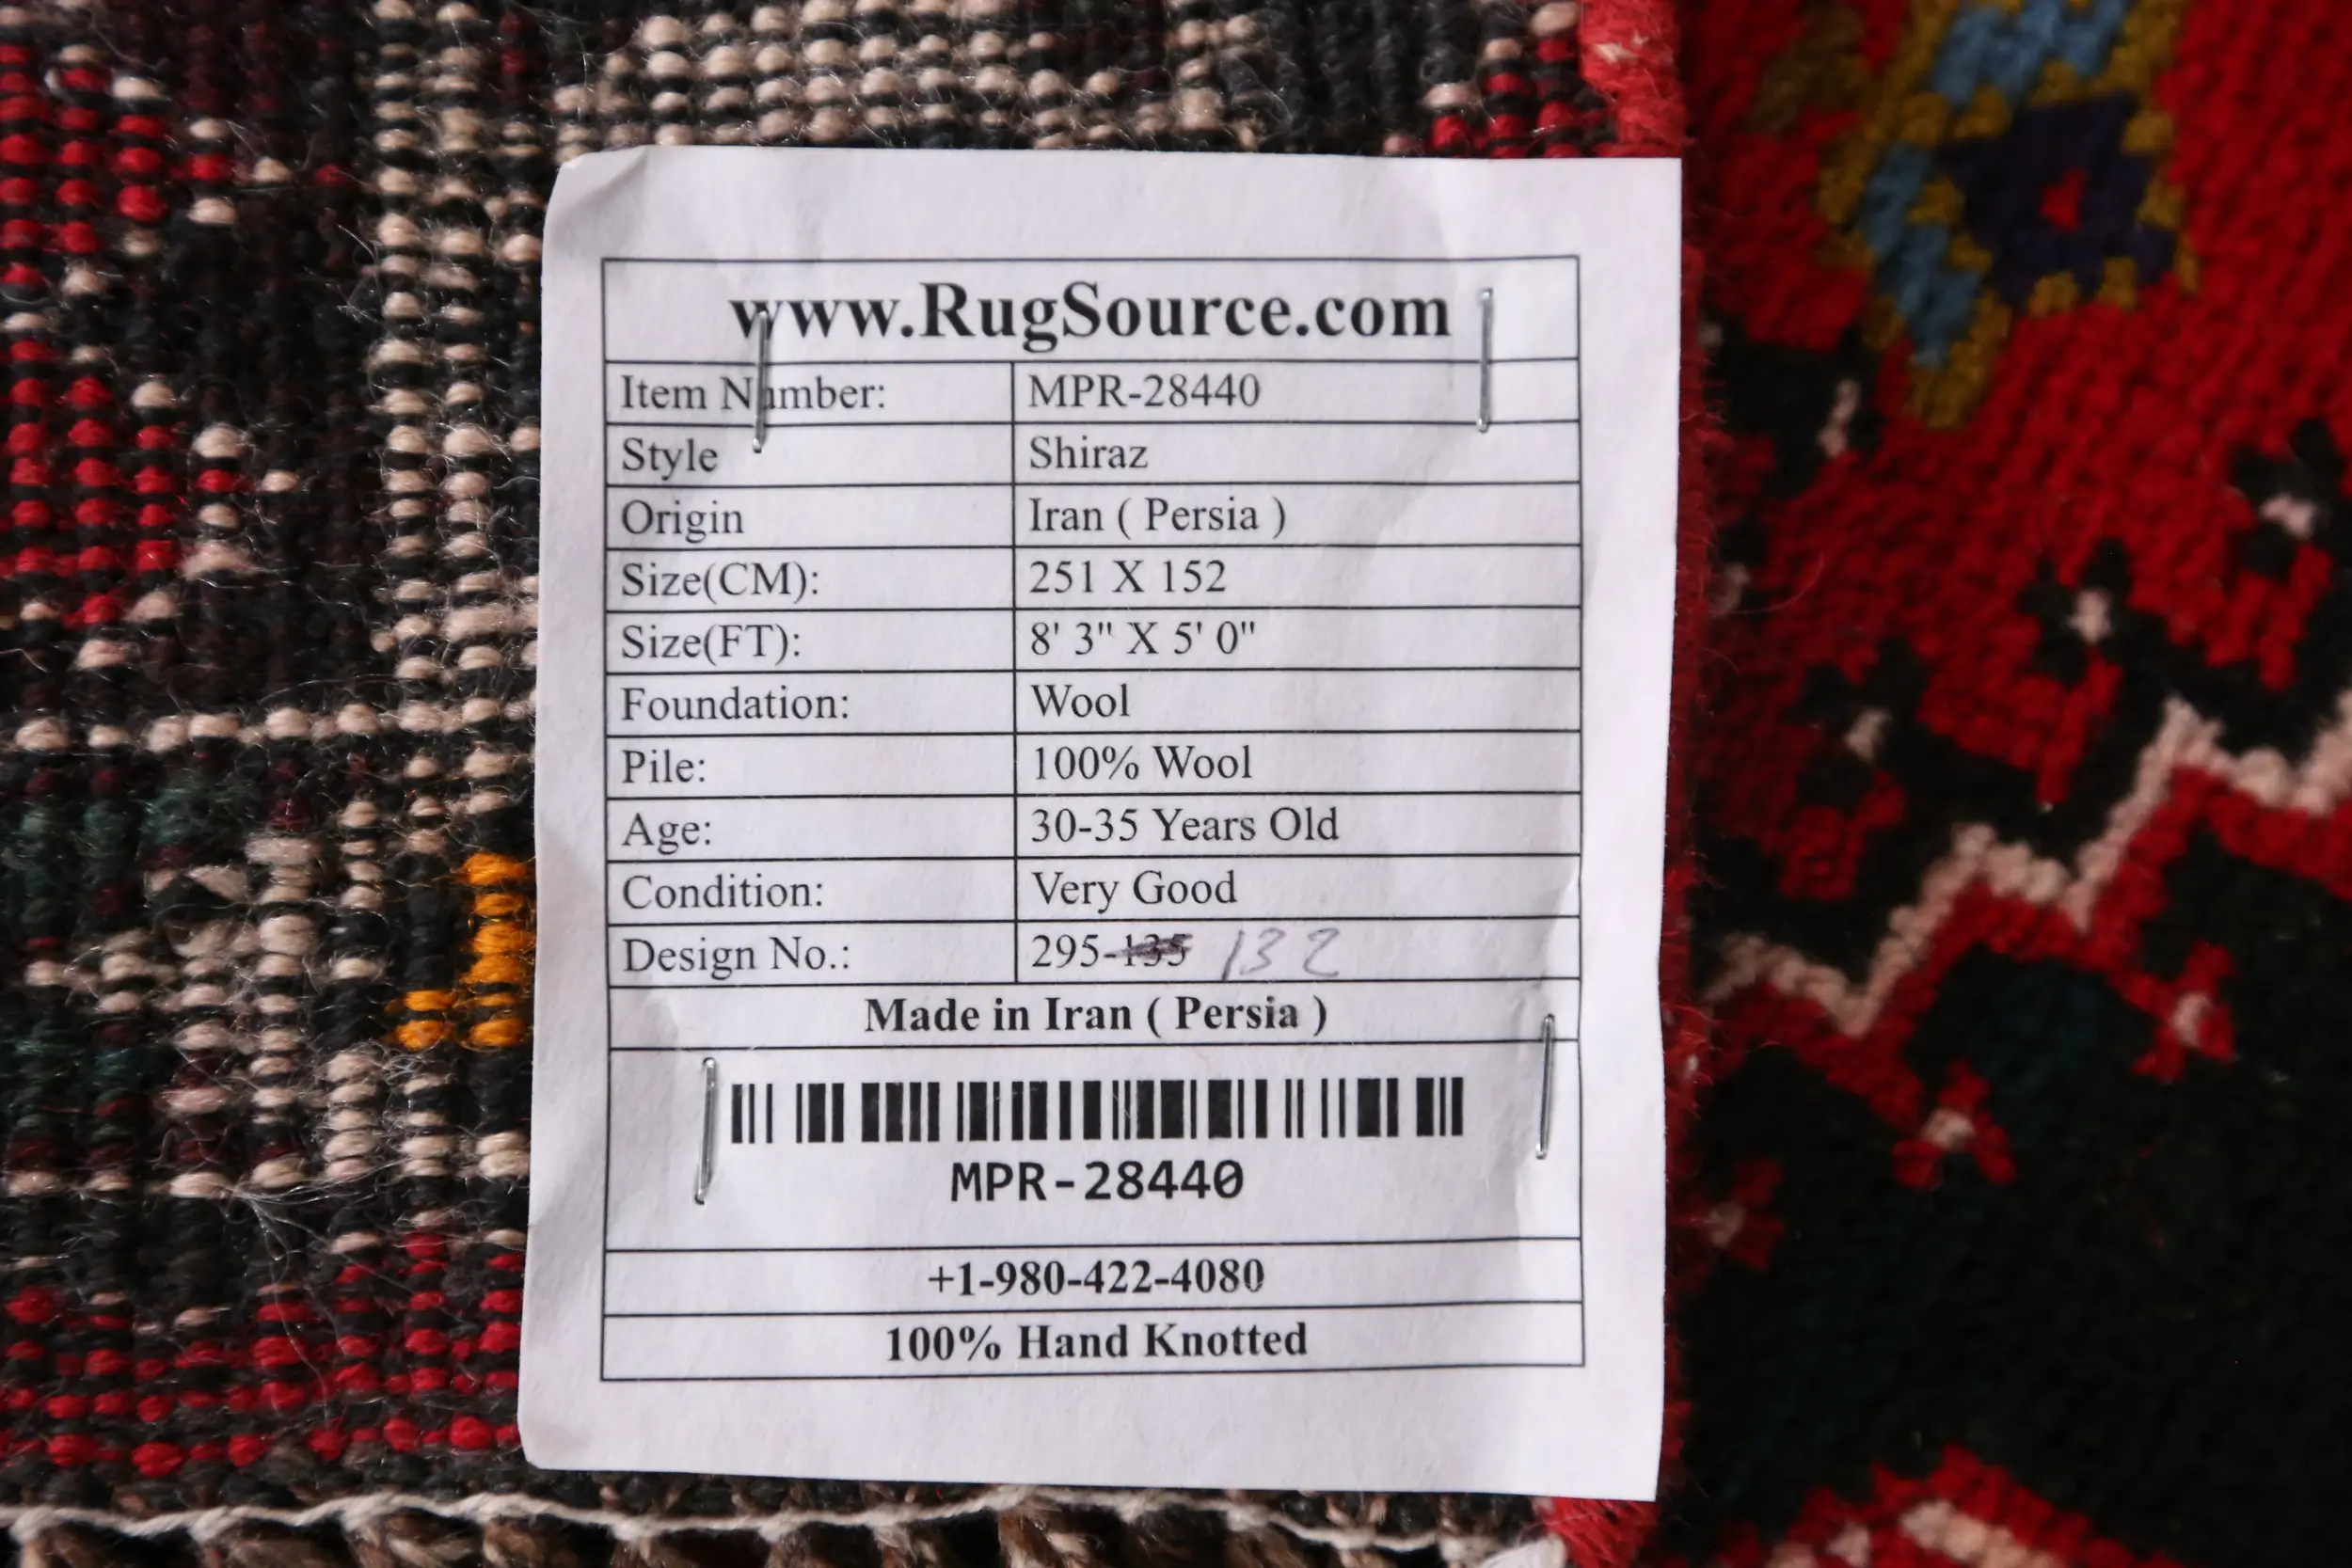 www.RugSource.com
Item Number: MPR-28440
Style Shiraz
Origin Iran ( Persia )
Size(CM): 251 X 152
Size(FT): 8' 3" X 5' 0"
Foundation: Wool
Pile: 100% Wool
Age: 30-35 Years Old
Condition: Very Good
Design No.: 295-135 132
Made in Iran ( Persia )
MPR-28440
+1-980-422-4080
100% Hand Knotted